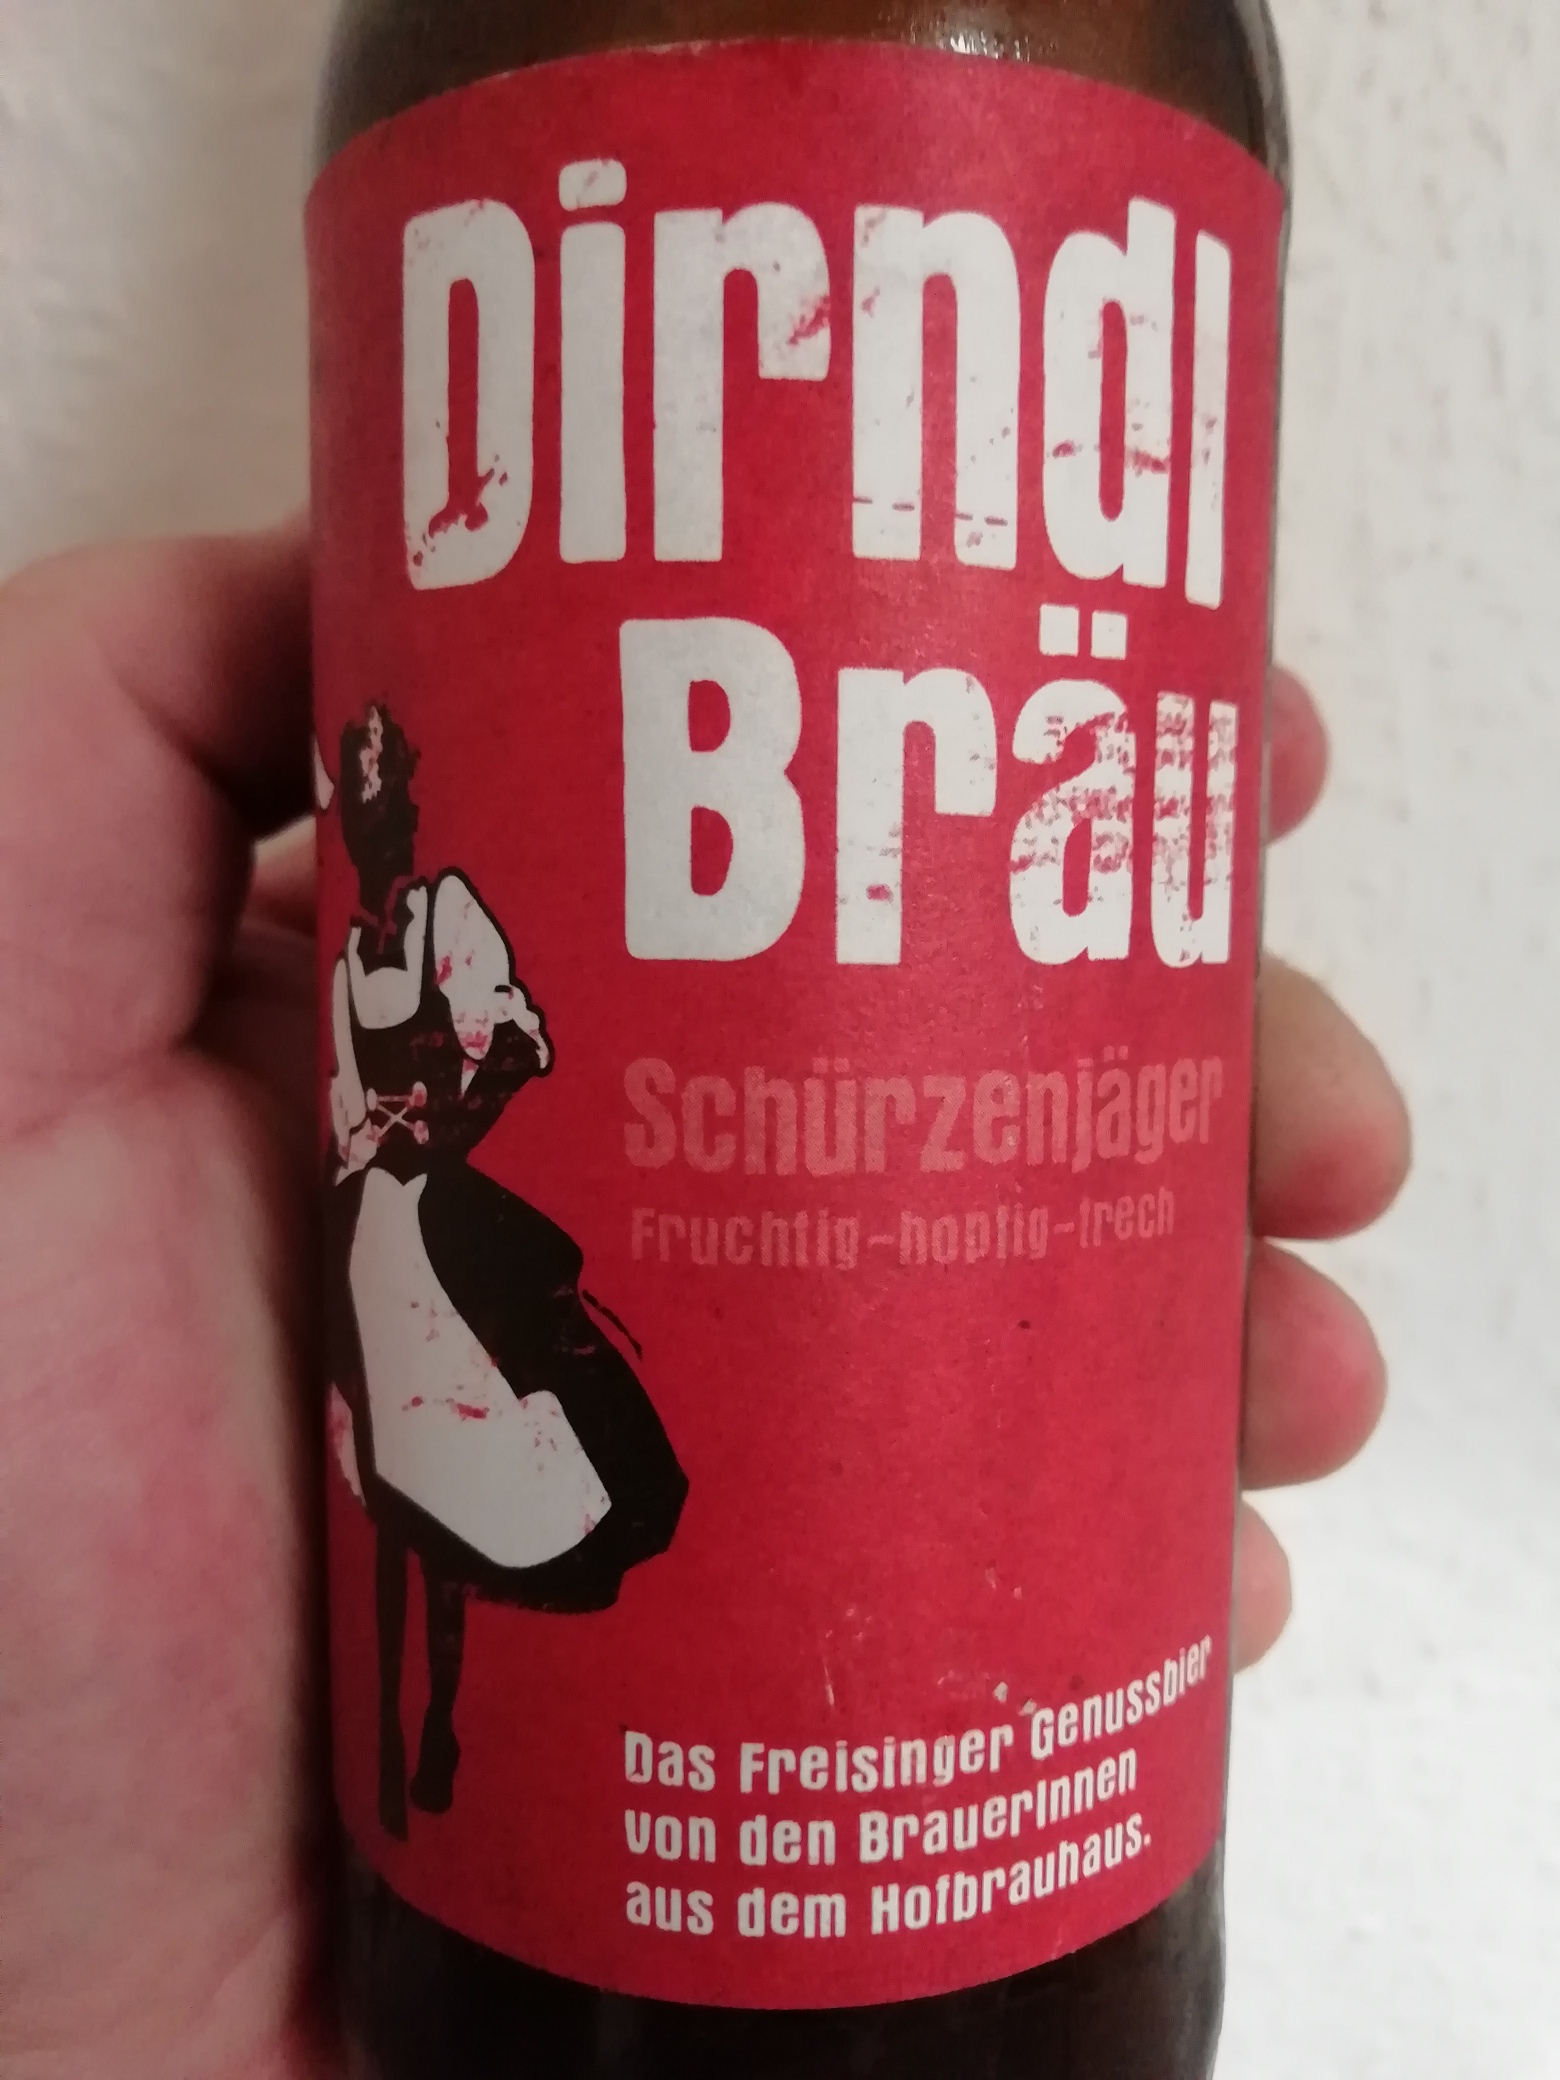 Dirndl
Bräu
Schürzenjäger
Fruchtig-hopfig-frech
Das Freisinger Genussbier
von den BrauerInnen
aus dem Hofbrauhaus.